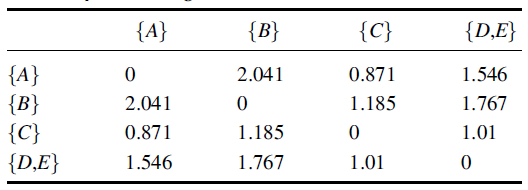 {A} {B} {C} {D,E}
{A} 0 2.041 0.871 1.546
{B} 2.041 0 1.185 1.767
{C} 0.871 1.185 0 1.01
{D,E} 1.546 1.767 1.01 0